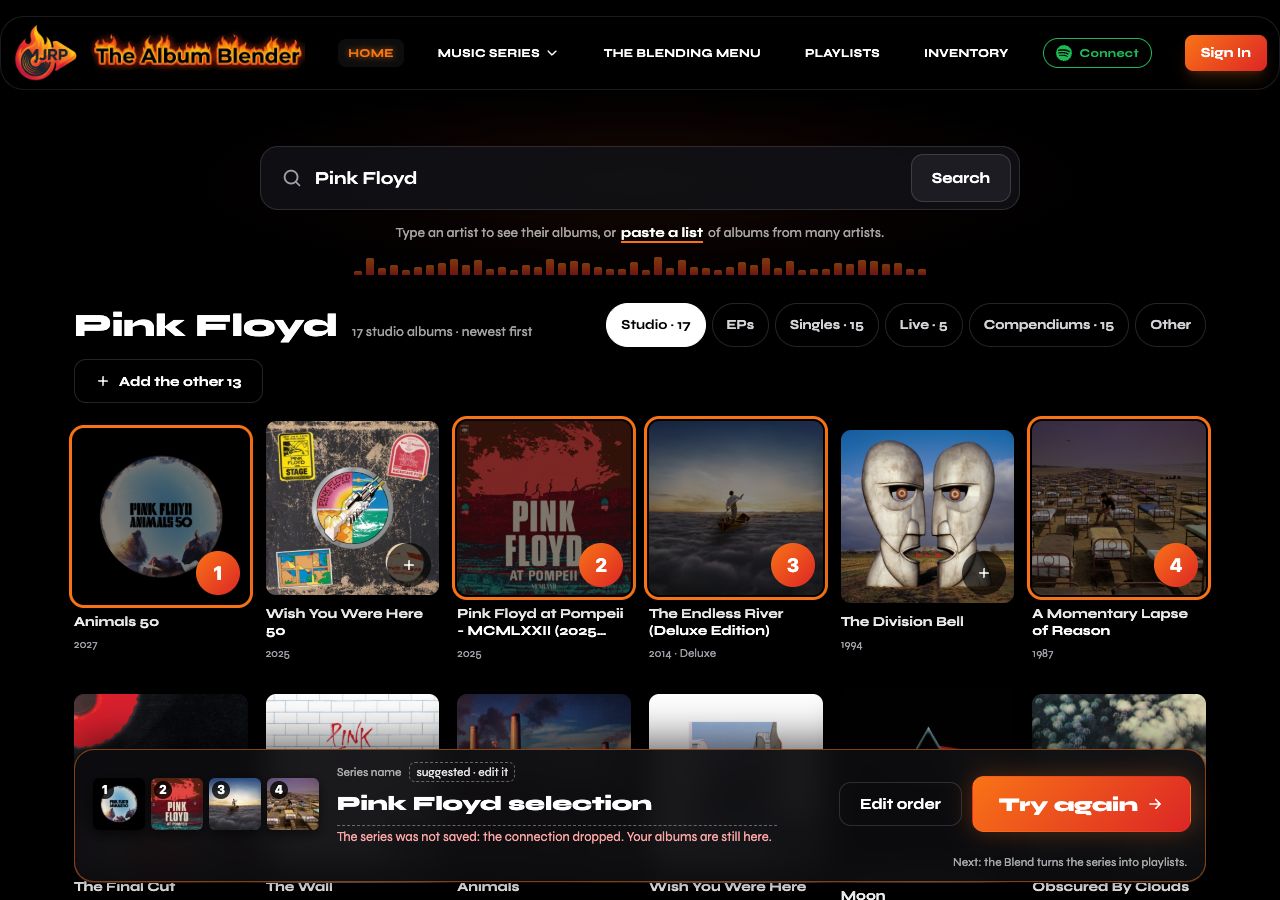 JRP The Album Blender
HOME
MUSIC SERIES
THE BLENDING MENU
PLAYLISTS
INVENTORY
Connect
Sign In
Pink Floyd
Search
Type an artist to see their albums, or paste a list of albums from many artists.
Pink Floyd
17 studio albums · newest first
Studio · 17
EPs
Singles · 15
Live · 5
Compendiums · 15
Other
+ Add the other 13
PINK FLOYD
ANIMALS 50
1
PINK FLOYD
STAGE
+
PINK
FLOYD
AT POMPEII
MCMLXXII
2
3
+
4
Animals 50
2027
Wish You Were Here
50
2025
Pink Floyd at Pompeii
- MCMLXXII (2025...
2025
The Endless River
(Deluxe Edition)
2014 · Deluxe
The Division Bell
1994
A Momentary Lapse
of Reason
1987
PINK
1
2
3
4
Series name
suggested · edit it
Pink Floyd selection
The series was not saved: the connection dropped. Your albums are still here.
Edit order
Try again →
Next: the Blend turns the series into playlists.
The Final Cut
The Wall
Animals
Wish You Were Here
Moon
Obscured By Clouds